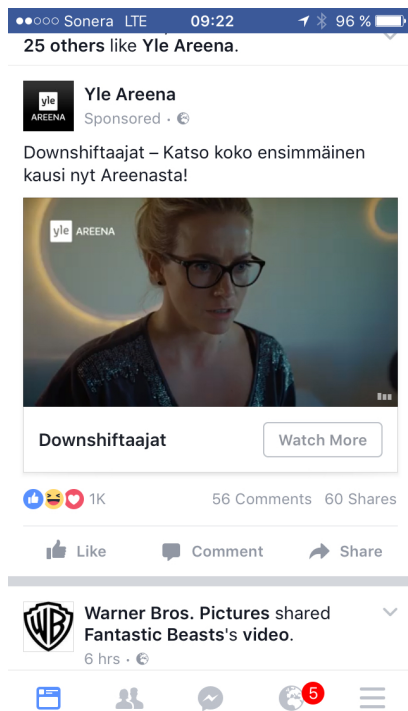 Sonera LTE 09:22 96 %
25 others like Yle Areena.
yle
AREENA
Yle Areena
Sponsored ·
Downshiftaajat – Katso koko ensimmäinen
kausi nyt Areenasta!
yle AREENA
Downshiftaajat
Watch More
1K 56 Comments 60 Shares
Like Comment Share
WB
Warner Bros. Pictures shared
Fantastic Beasts's video.
6 hrs ·
5